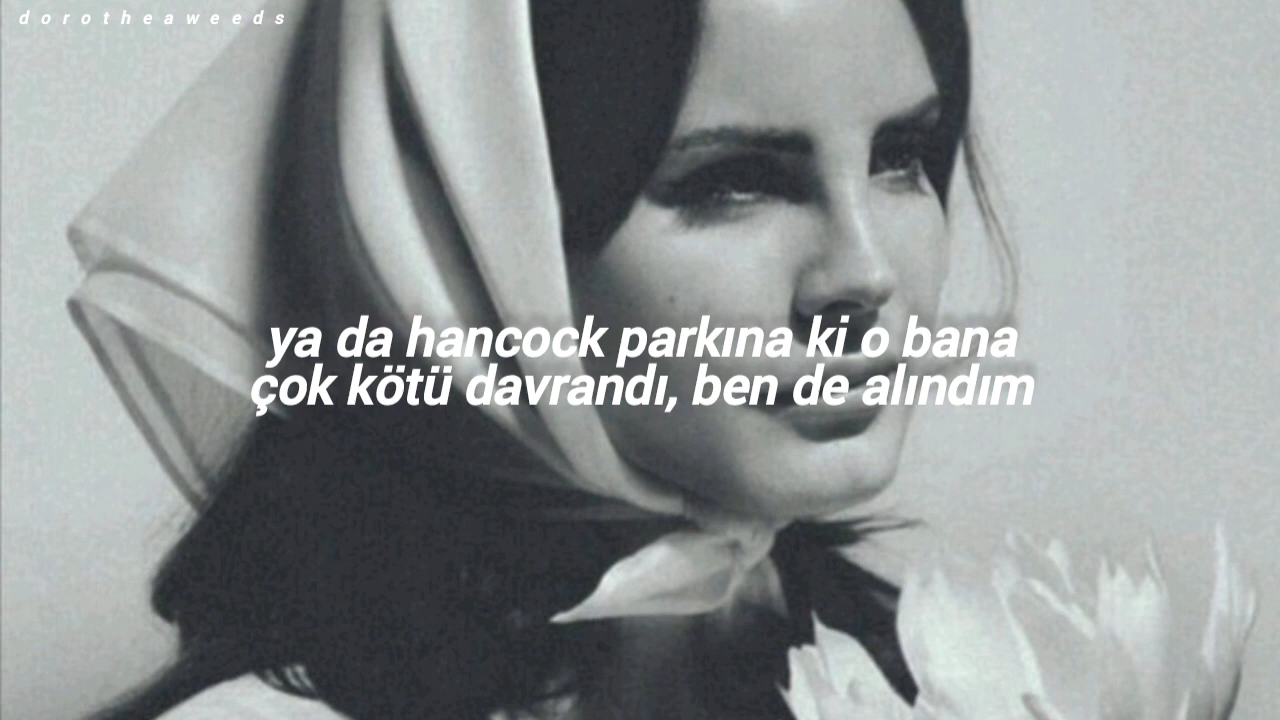 dorotheaweeds
ya da hancock parkına ki o bana
çok kötü davrandı, ben de alındım